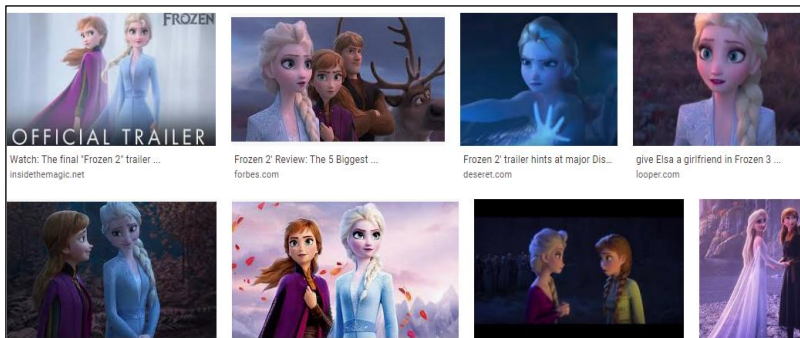 FROZEN
OFFICIAL TRAILER
Watch: The final "Frozen 2" trailer ...
insidethemagic.net
Frozen 2' Review: The 5 Biggest ...
forbes.com
Frozen 2' trailer hints at major Dis...
deseret.com
give Elsa a girlfriend in Frozen 3 ...
looper.com